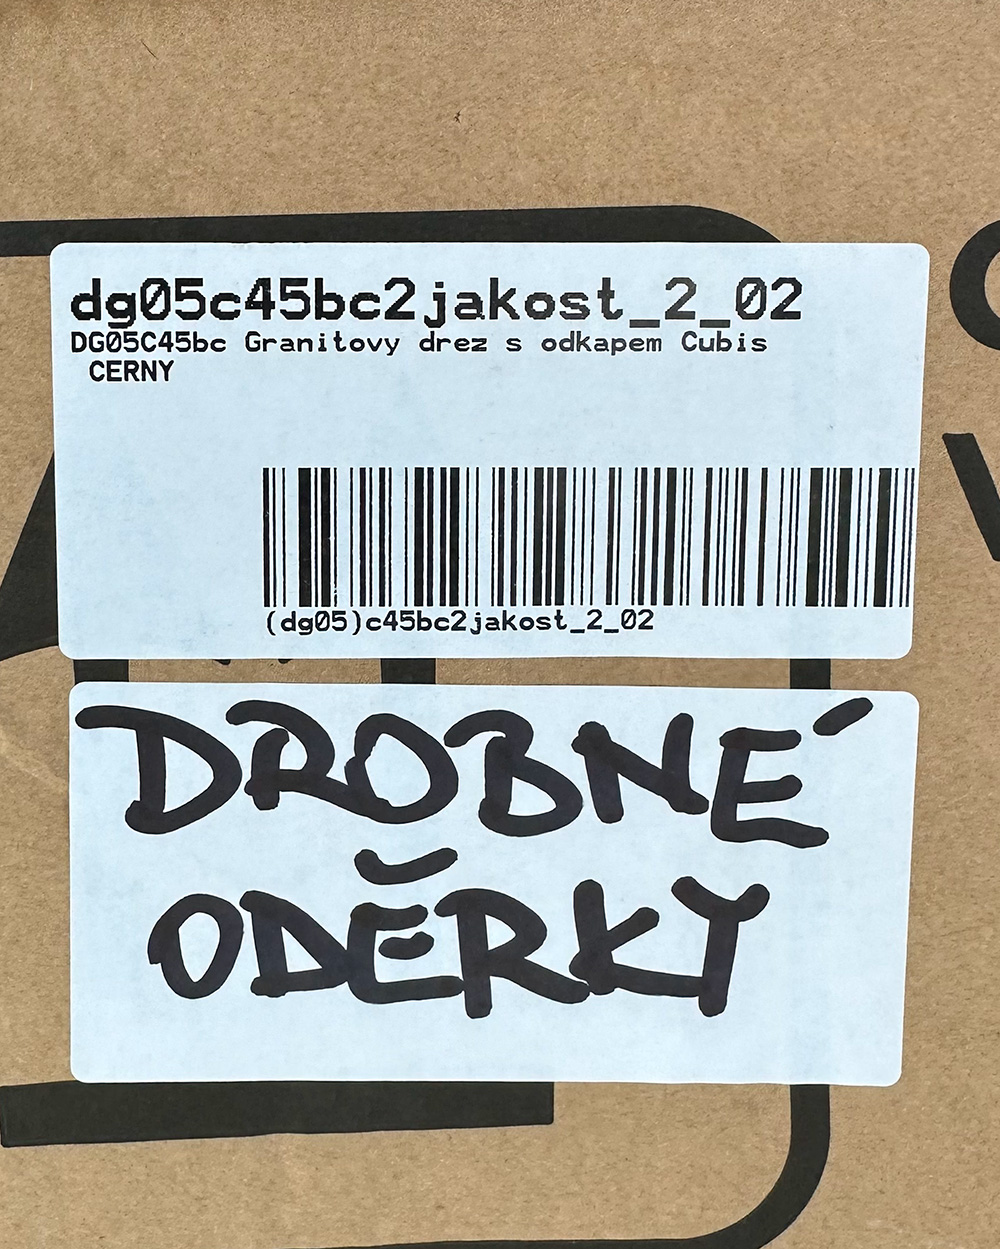 dg05c45bc2jakost_2_02
DG05C45bc Granitovy drez s odkapem Cubis
CERNY
(dg05)c45bc2jakost_2_02
DROBNÉ
ODĚRKY